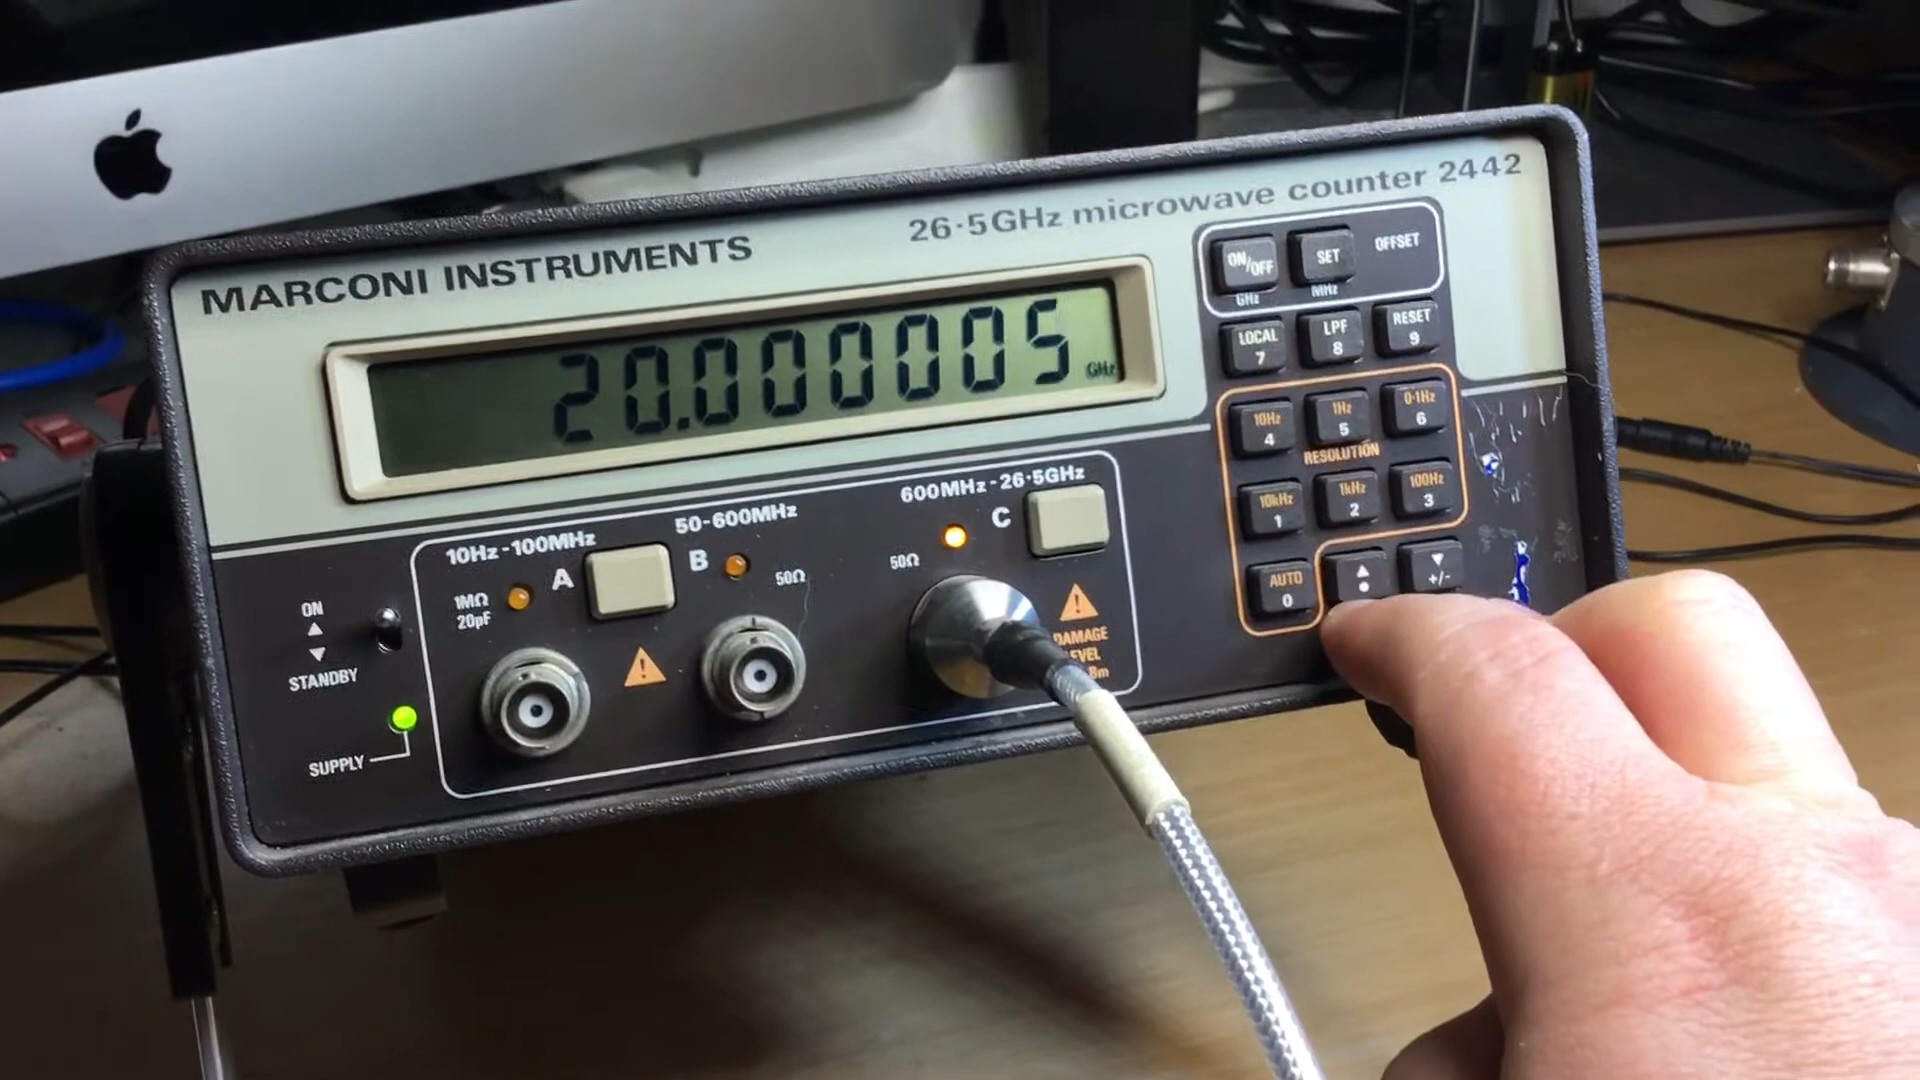 MARCONI INSTRUMENTS
26·5GHz microwave counter 2442
20.000005 GHz
ON/OFF SET OFFSET
GHz MHz
LOCAL 7 LPF 8 RESET 9
10Hz 4 1Hz 5 0·1Hz 6
RESOLUTION
10kHz 1 1kHz 2 100Hz 3
AUTO 0 ▲ ● ▼ +/-
10Hz-100MHz
A
1MΩ
20pF
50-600MHz
B
50Ω
600MHz-26·5GHz
C
50Ω
DAMAGE
ON
▲
▼
STANDBY
SUPPLY